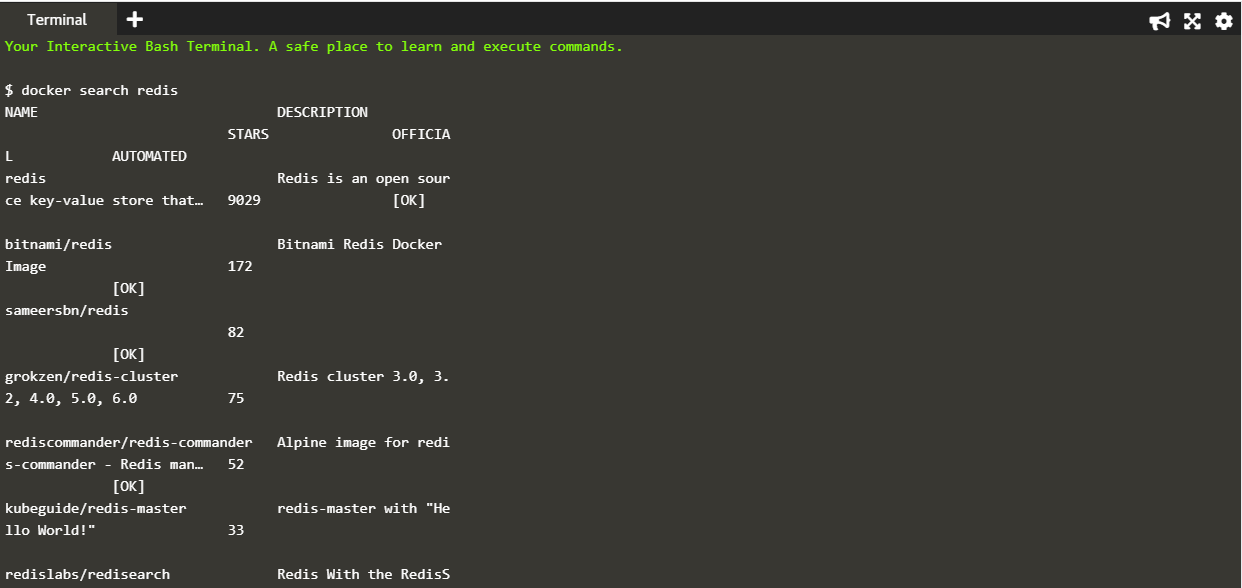 Terminal
Your Interactive Bash Terminal. A safe place to learn and execute commands.
$ docker search redis
NAME                             DESCRIPTION
                           STARS               OFFICIA
L            AUTOMATED
redis                            Redis is an open sour
ce key-value store that…   9029                [OK]
bitnami/redis                    Bitnami Redis Docker
Image                      172
             [OK]
sameersbn/redis
                           82
             [OK]
grokzen/redis-cluster            Redis cluster 3.0, 3.
2, 4.0, 5.0, 6.0           75
rediscommander/redis-commander   Alpine image for redi
s-commander - Redis man…   52
             [OK]
kubeguide/redis-master           redis-master with "He
llo World!"                33
redislabs/redisearch             Redis With the RedisS